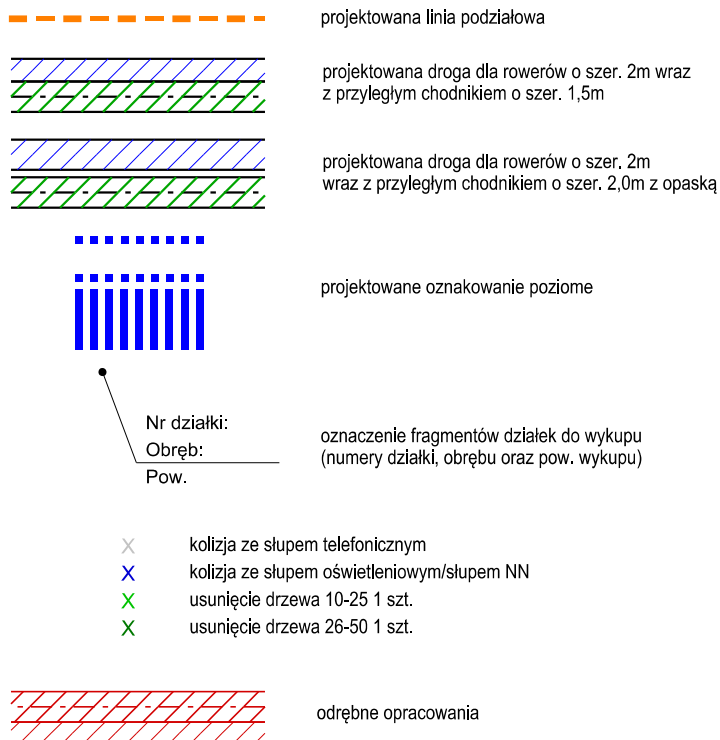 projektowana linia podziałowa
projektowana droga dla rowerów o szer. 2m wraz
z przyległym chodnikiem o szer. 1,5m
projektowana droga dla rowerów o szer. 2m
wraz z przyległym chodnikiem o szer. 2,0m z opaską
projektowane oznakowanie poziome
Nr działki:
Obręb:
Pow.
oznaczenie fragmentów działek do wykupu
(numery działki, obrębu oraz pow. wykupu)
X kolizja ze słupem telefonicznym
X kolizja ze słupem oświetleniowym/słupem NN
X usunięcie drzewa 10-25 1 szt.
X usunięcie drzewa 26-50 1 szt.
odrębne opracowania